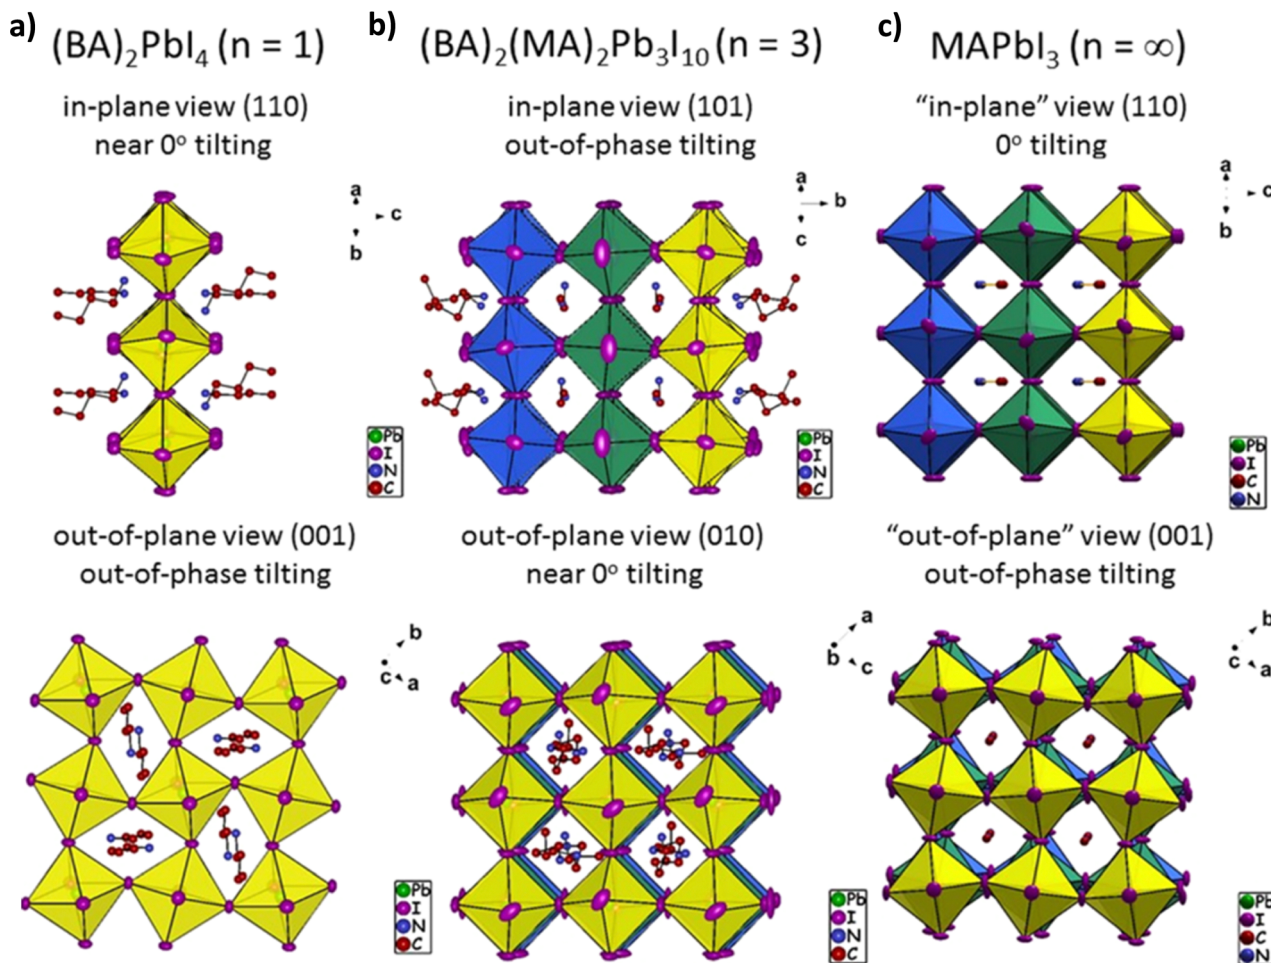 a) (BA)₂PbI₄ (n = 1)
in-plane view (110)
near 0° tilting
a
c
b
Pb
I
N
C
out-of-plane view (001)
out-of-phase tilting
b
c
a
Pb
I
N
C
b) (BA)₂(MA)₂Pb₃I₁₀ (n = 3)
in-plane view (101)
out-of-phase tilting
a
b
c
Pb
I
N
C
out-of-plane view (010)
near 0° tilting
a
b
c
Pb
I
N
C
c) MAPbI₃ (n = ∞)
“in-plane” view (110)
0° tilting
a
c
b
Pb
I
C
N
“out-of-plane” view (001)
out-of-phase tilting
b
c
a
Pb
I
C
N